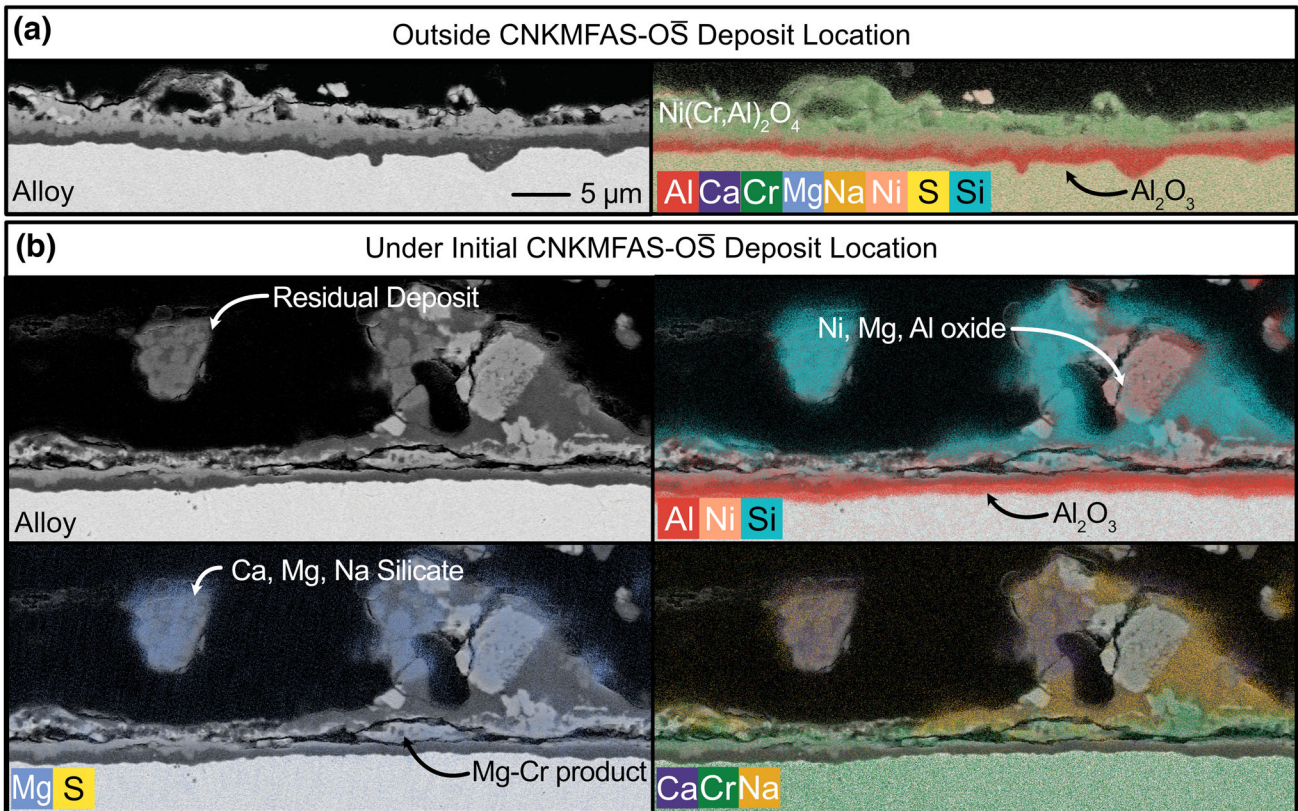 (a)
Outside CNKMFAS-OS̅ Deposit Location
Ni(Cr,Al)₂O₄
Alloy
5 µm
Al Ca Cr Mg Na Ni S Si
Al₂O₃
(b)
Under Initial CNKMFAS-OS̅ Deposit Location
Residual Deposit
Ni, Mg, Al oxide
Alloy
Al Ni Si
Al₂O₃
Ca, Mg, Na Silicate
Mg-Cr product
Mg S
Ca Cr Na